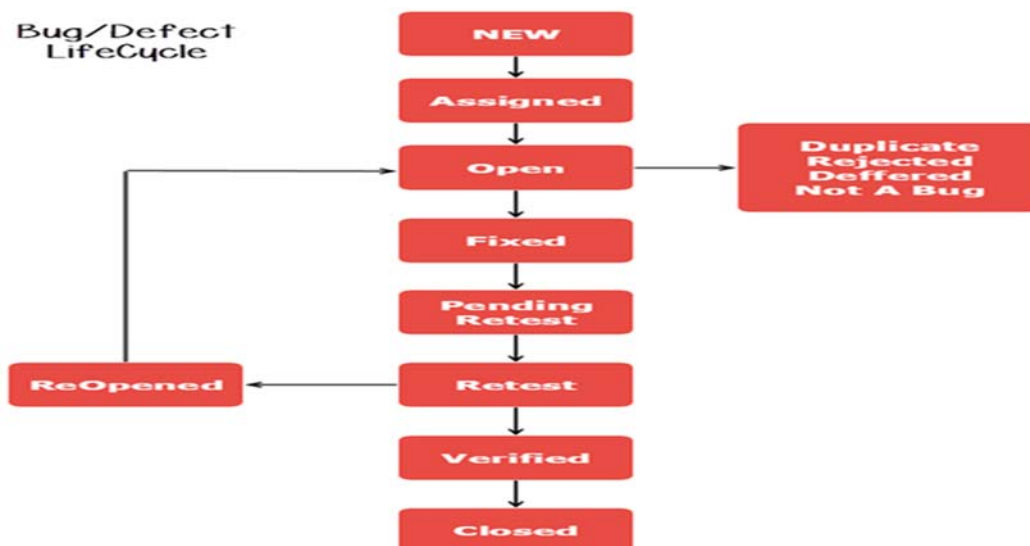 Bug/Defect
LifeCycle
NEW
Assigned
Open
Duplicate
Rejected
Deffered
Not A Bug
Fixed
Pending
Retest
ReOpened
Retest
Verified
Closed